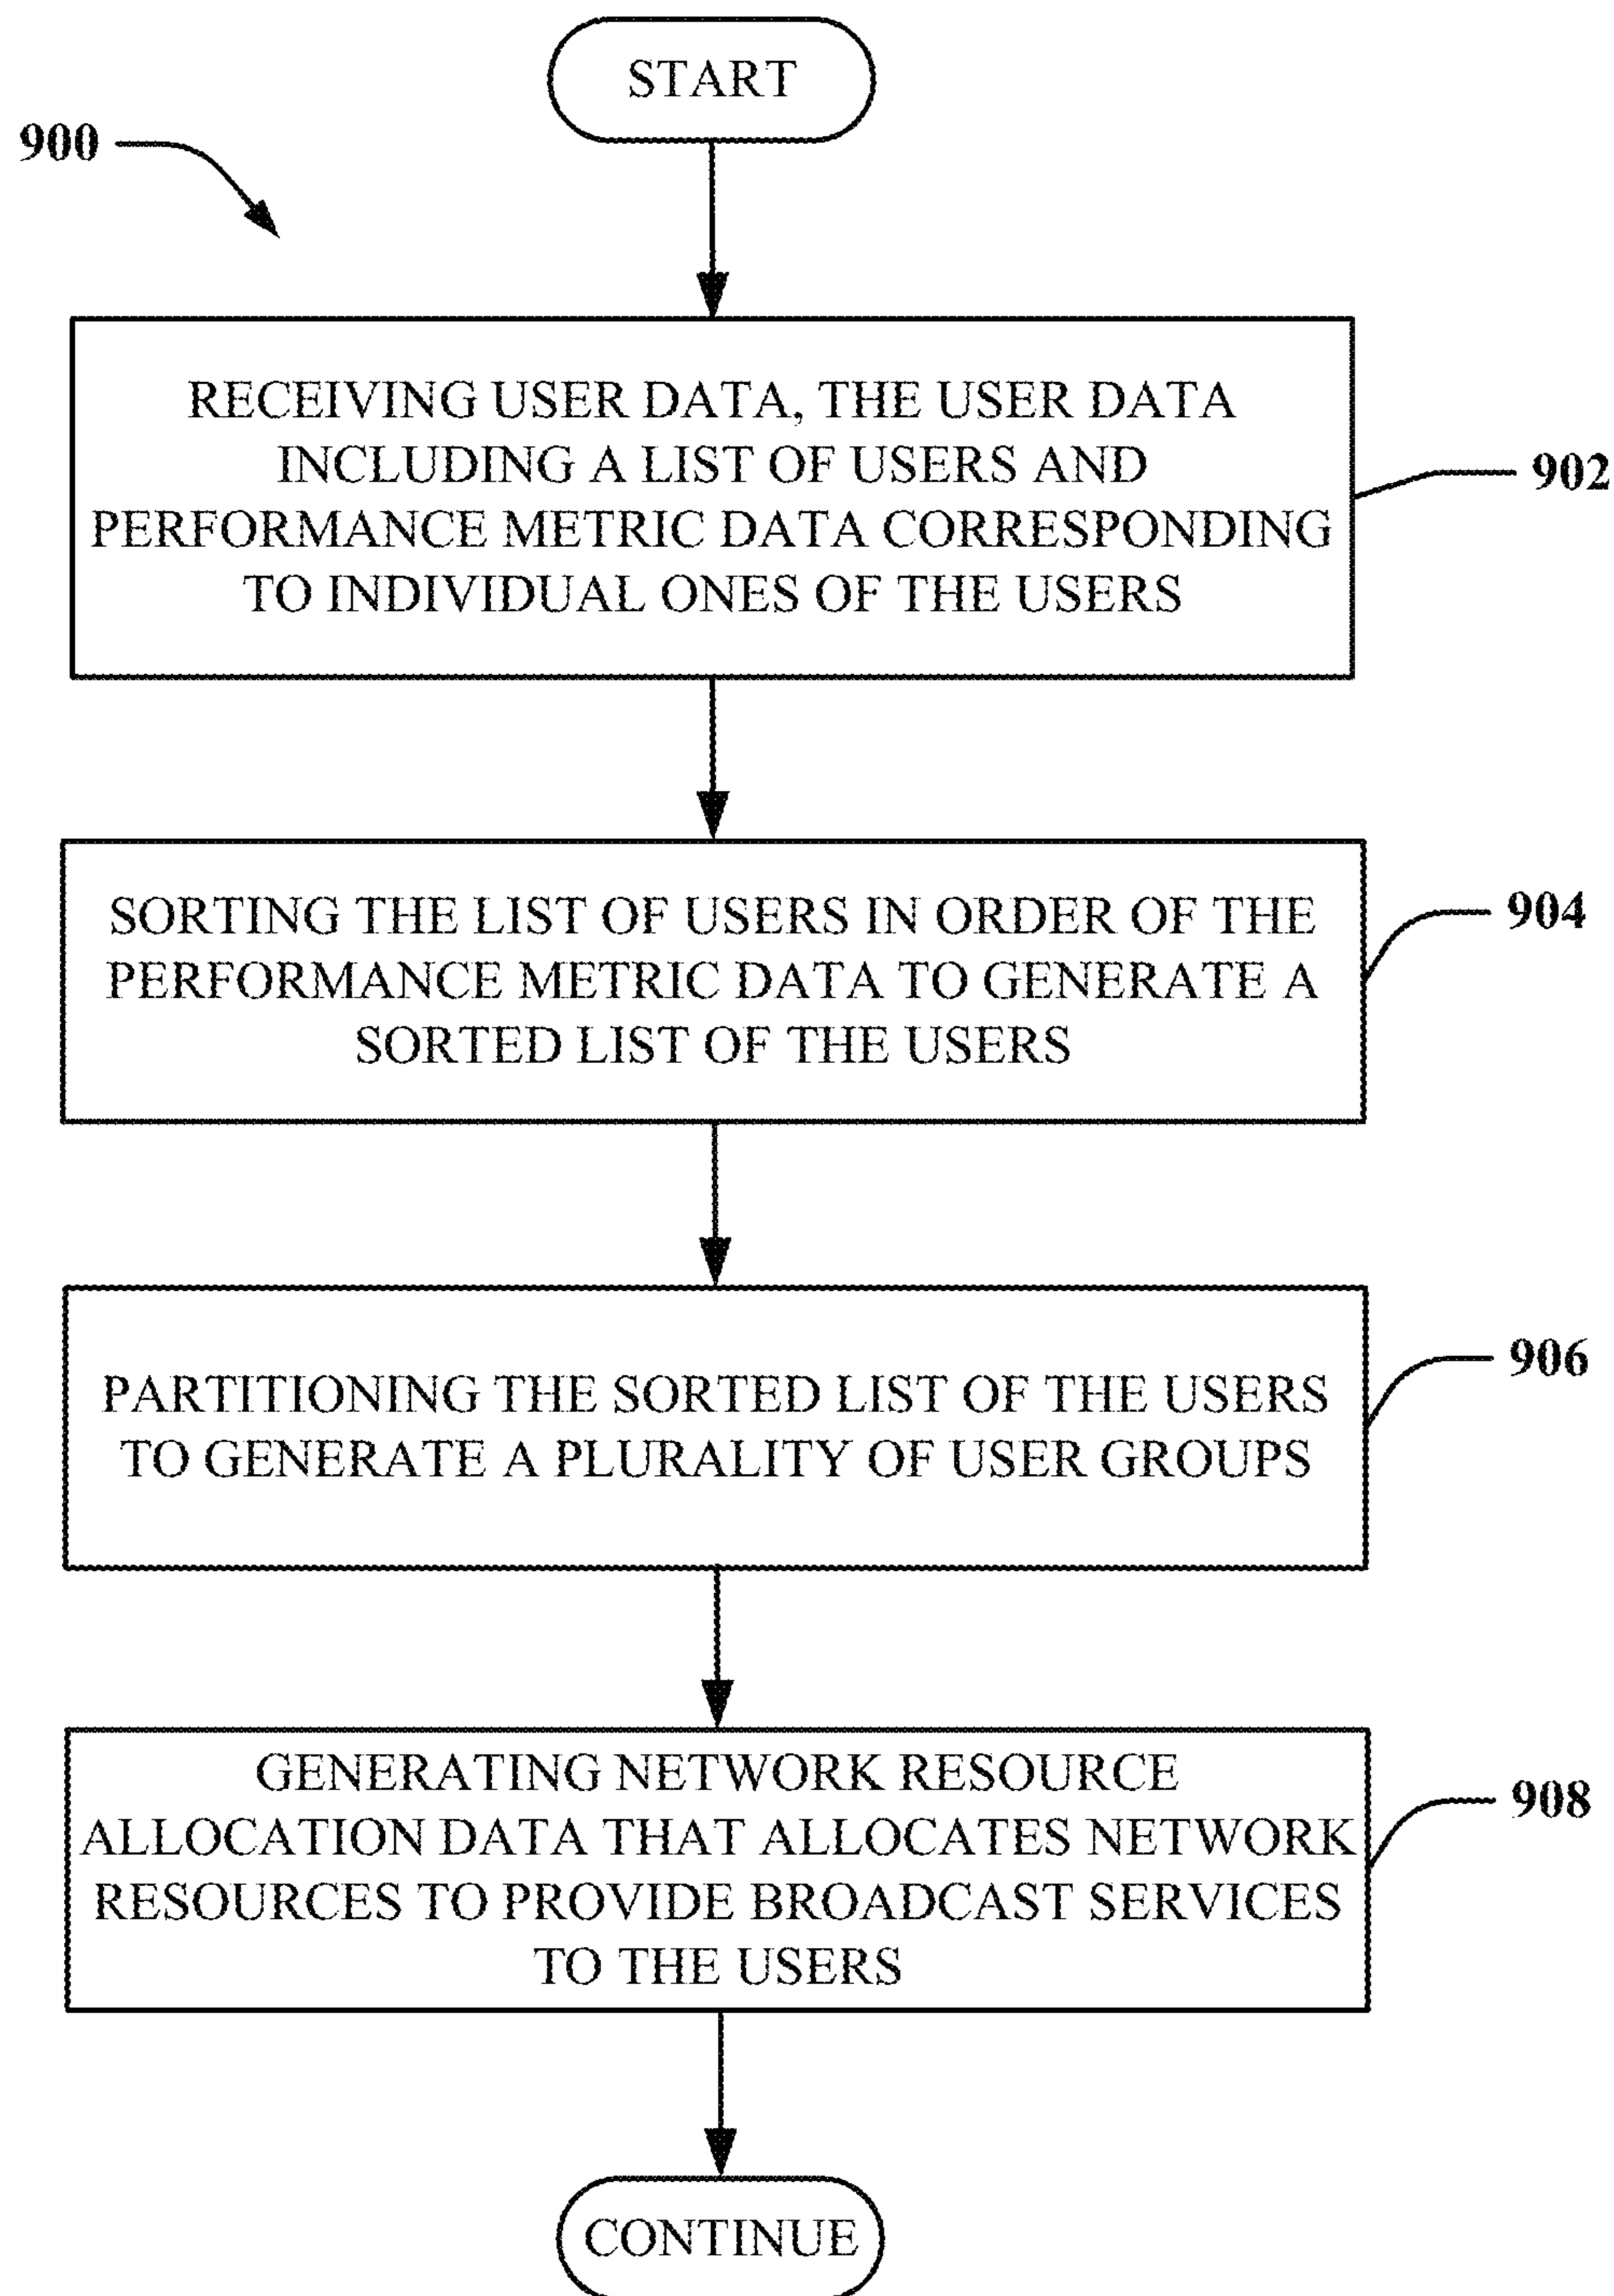 START
900
RECEIVING USER DATA, THE USER DATA
INCLUDING A LIST OF USERS AND
PERFORMANCE METRIC DATA CORRESPONDING
TO INDIVIDUAL ONES OF THE USERS
902
SORTING THE LIST OF USERS IN ORDER OF THE
PERFORMANCE METRIC DATA TO GENERATE A
SORTED LIST OF THE USERS
904
PARTITIONING THE SORTED LIST OF THE USERS
TO GENERATE A PLURALITY OF USER GROUPS
906
GENERATING NETWORK RESOURCE
ALLOCATION DATA THAT ALLOCATES NETWORK
RESOURCES TO PROVIDE BROADCAST SERVICES
TO THE USERS
908
CONTINUE